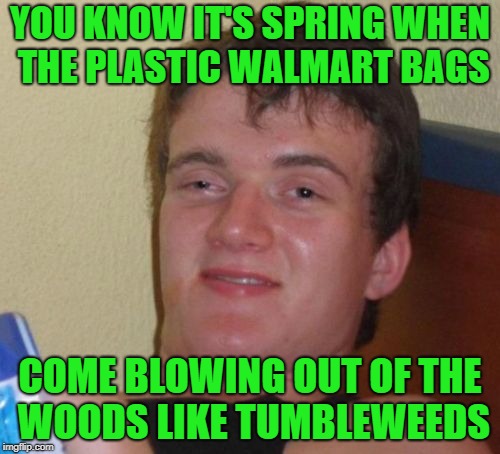 YOU KNOW IT'S SPRING WHEN
THE PLASTIC WALMART BAGS
COME BLOWING OUT OF THE
WOODS LIKE TUMBLEWEEDS
imgflip.com